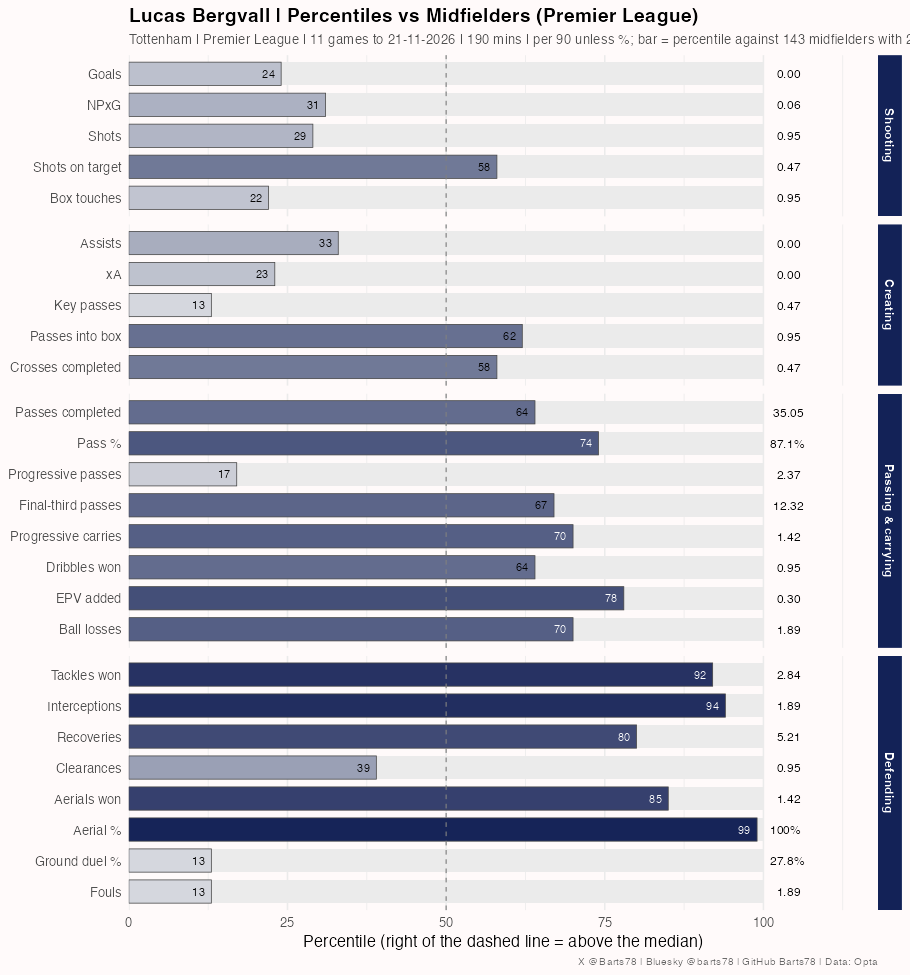 Lucas Bergvall | Percentiles vs Midfielders (Premier League)
Tottenham | Premier League | 11 games to 21-11-2026 | 190 mins | per 90 unless %; bar = percentile against 143 midfielders with 2
Goals 24 0.00
NPxG 31 0.06
Shots 29 0.95
Shots on target 58 0.47
Box touches 22 0.95
Shooting
Assists 33 0.00
xA 23 0.00
Key passes 13 0.47
Passes into box 62 0.95
Crosses completed 58 0.47
Creating
Passes completed 64 35.05
Pass % 74 87.1%
Progressive passes 17 2.37
Final-third passes 67 12.32
Progressive carries 70 1.42
Dribbles won 64 0.95
EPV added 78 0.30
Ball losses 70 1.89
Passing & carrying
Tackles won 92 2.84
Interceptions 94 1.89
Recoveries 80 5.21
Clearances 39 0.95
Aerials won 85 1.42
Aerial % 99 100%
Ground duel % 13 27.8%
Fouls 13 1.89
Defending
0 25 50 75 100
Percentile (right of the dashed line = above the median)
X @Barts78 | Bluesky @barts78 | GitHub Barts78 | Data: Opta